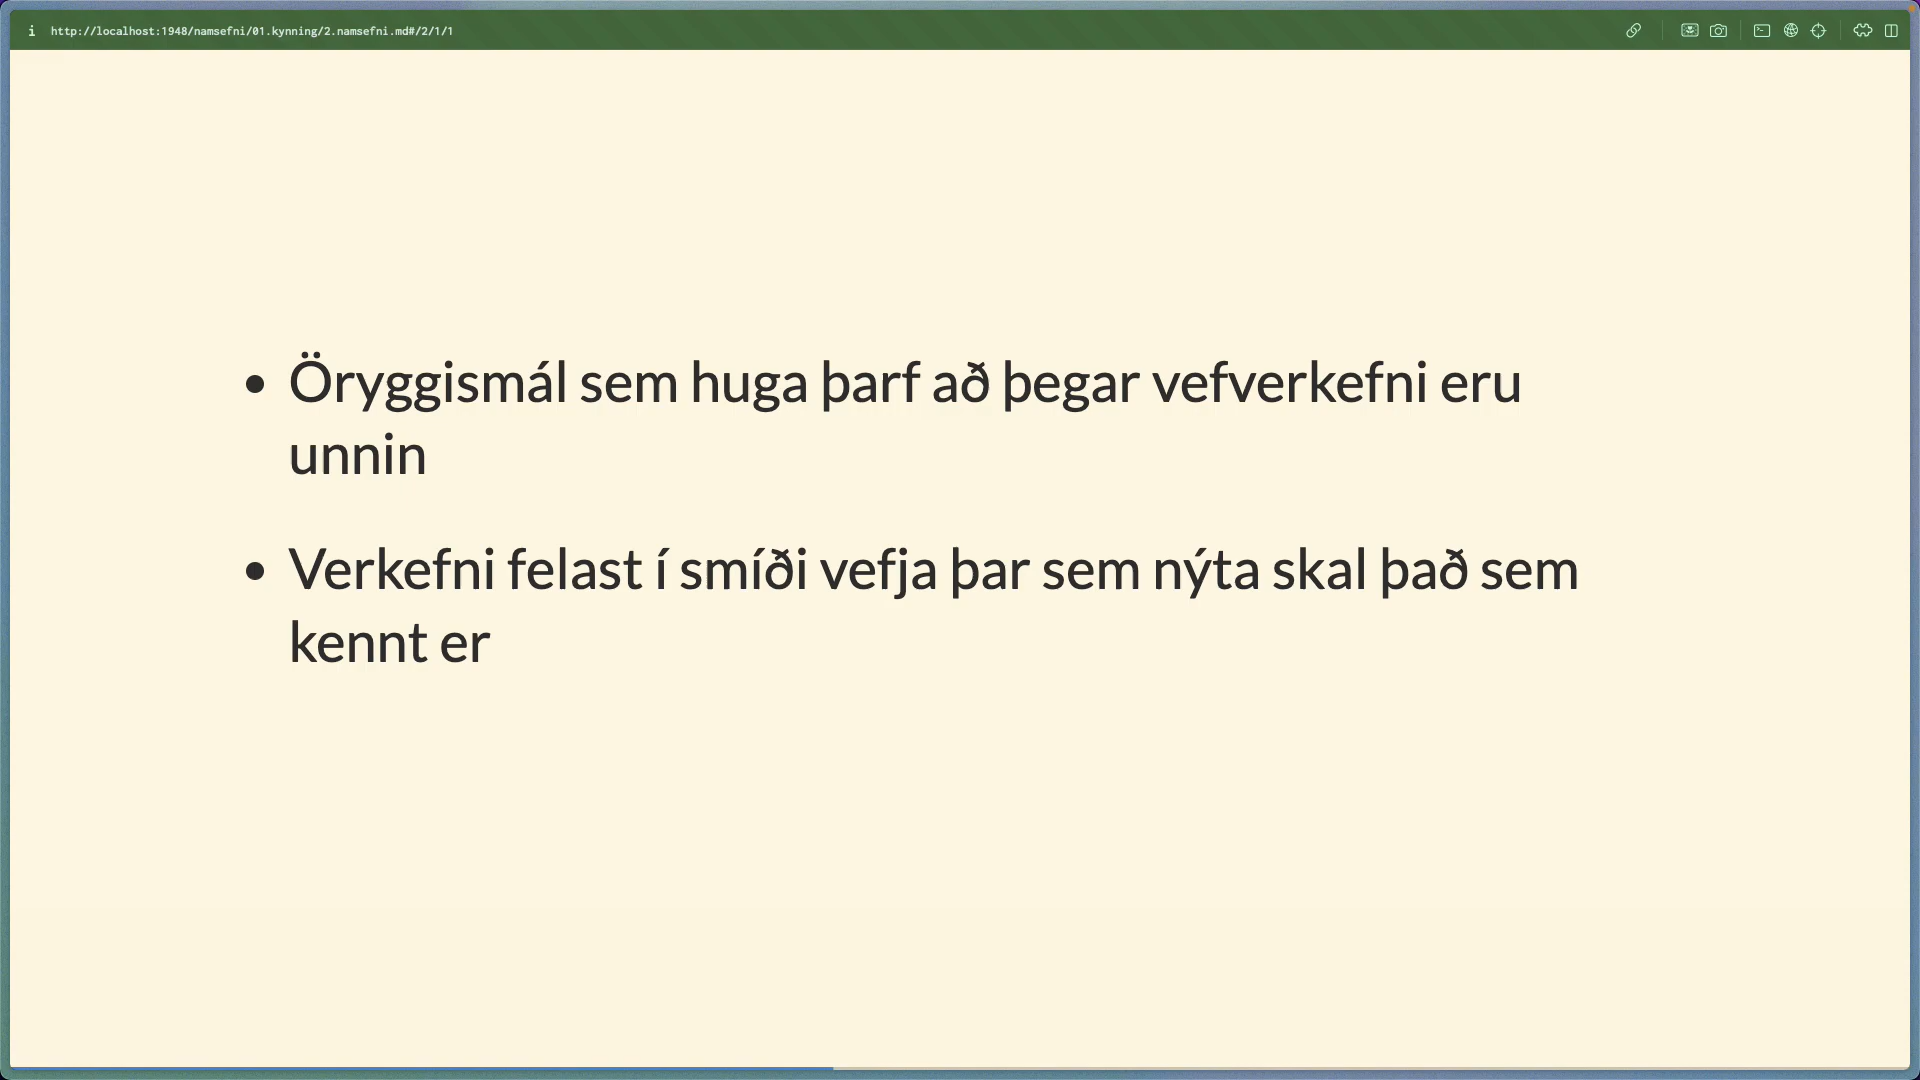 i http://localhost:1948/namsefni/01.kynning/2.namsefni.md#/2/1/1
• Öryggismál sem huga þarf að þegar vefverkefni eru
unnin
• Verkefni felast í smíði vefja þar sem nýta skal það sem
kennt er